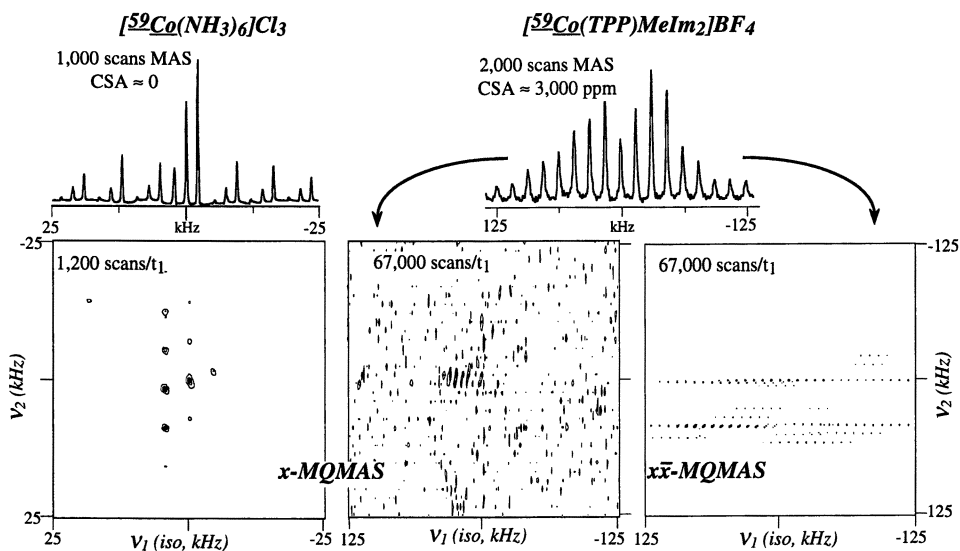 [59Co(NH3)6]Cl3
1,000 scans MAS
CSA ≈ 0
25
kHz
-25
[59Co(TPP)MeIm2]BF4
2,000 scans MAS
CSA ≈ 3,000 ppm
125
kHz
-125
-25
1,200 scans/t1
ν2 (kHz)
25
25
ν1 (iso, kHz)
-25
x-MQMAS
67,000 scans/t1
125
ν1 (iso, kHz)
-125
67,000 scans/t1
-125
ν2 (kHz)
xx̄-MQMAS
125
125
ν1 (iso, kHz)
-125